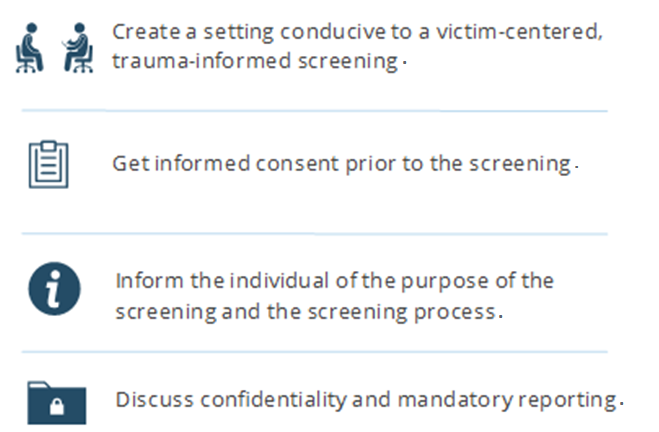 Create a setting conducive to a victim-centered,
trauma-informed screening.
Get informed consent prior to the screening.
Inform the individual of the purpose of the
screening and the screening process.
Discuss confidentiality and mandatory reporting.